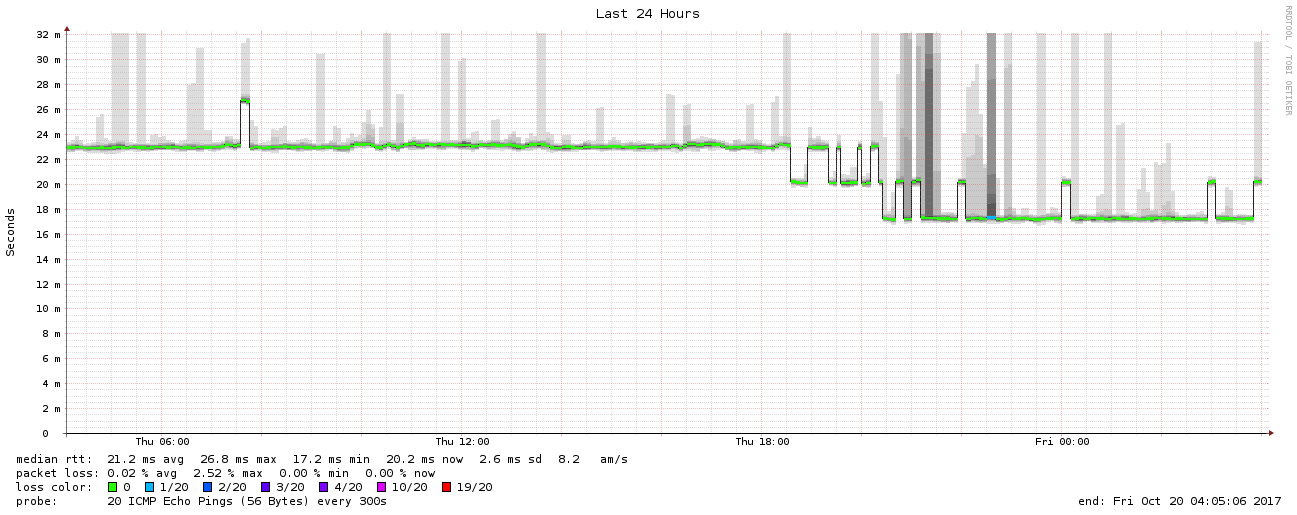 Last 24 Hours
RRDTOOL / TOBI OETIKER
Seconds
32 m
30 m
28 m
26 m
24 m
22 m
20 m
18 m
16 m
14 m
12 m
10 m
8 m
6 m
4 m
2 m
0
Thu 06:00 Thu 12:00 Thu 18:00 Fri 00:00
median rtt: 21.2 ms avg 26.8 ms max 17.2 ms min 20.2 ms now 2.6 ms sd 8.2 am/s
packet loss: 0.02 % avg 2.52 % max 0.00 % min 0.00 % now
loss color: 0 1/20 2/20 3/20 4/20 10/20 19/20
probe: 20 ICMP Echo Pings (56 Bytes) every 300s end: Fri Oct 20 04:05:06 2017